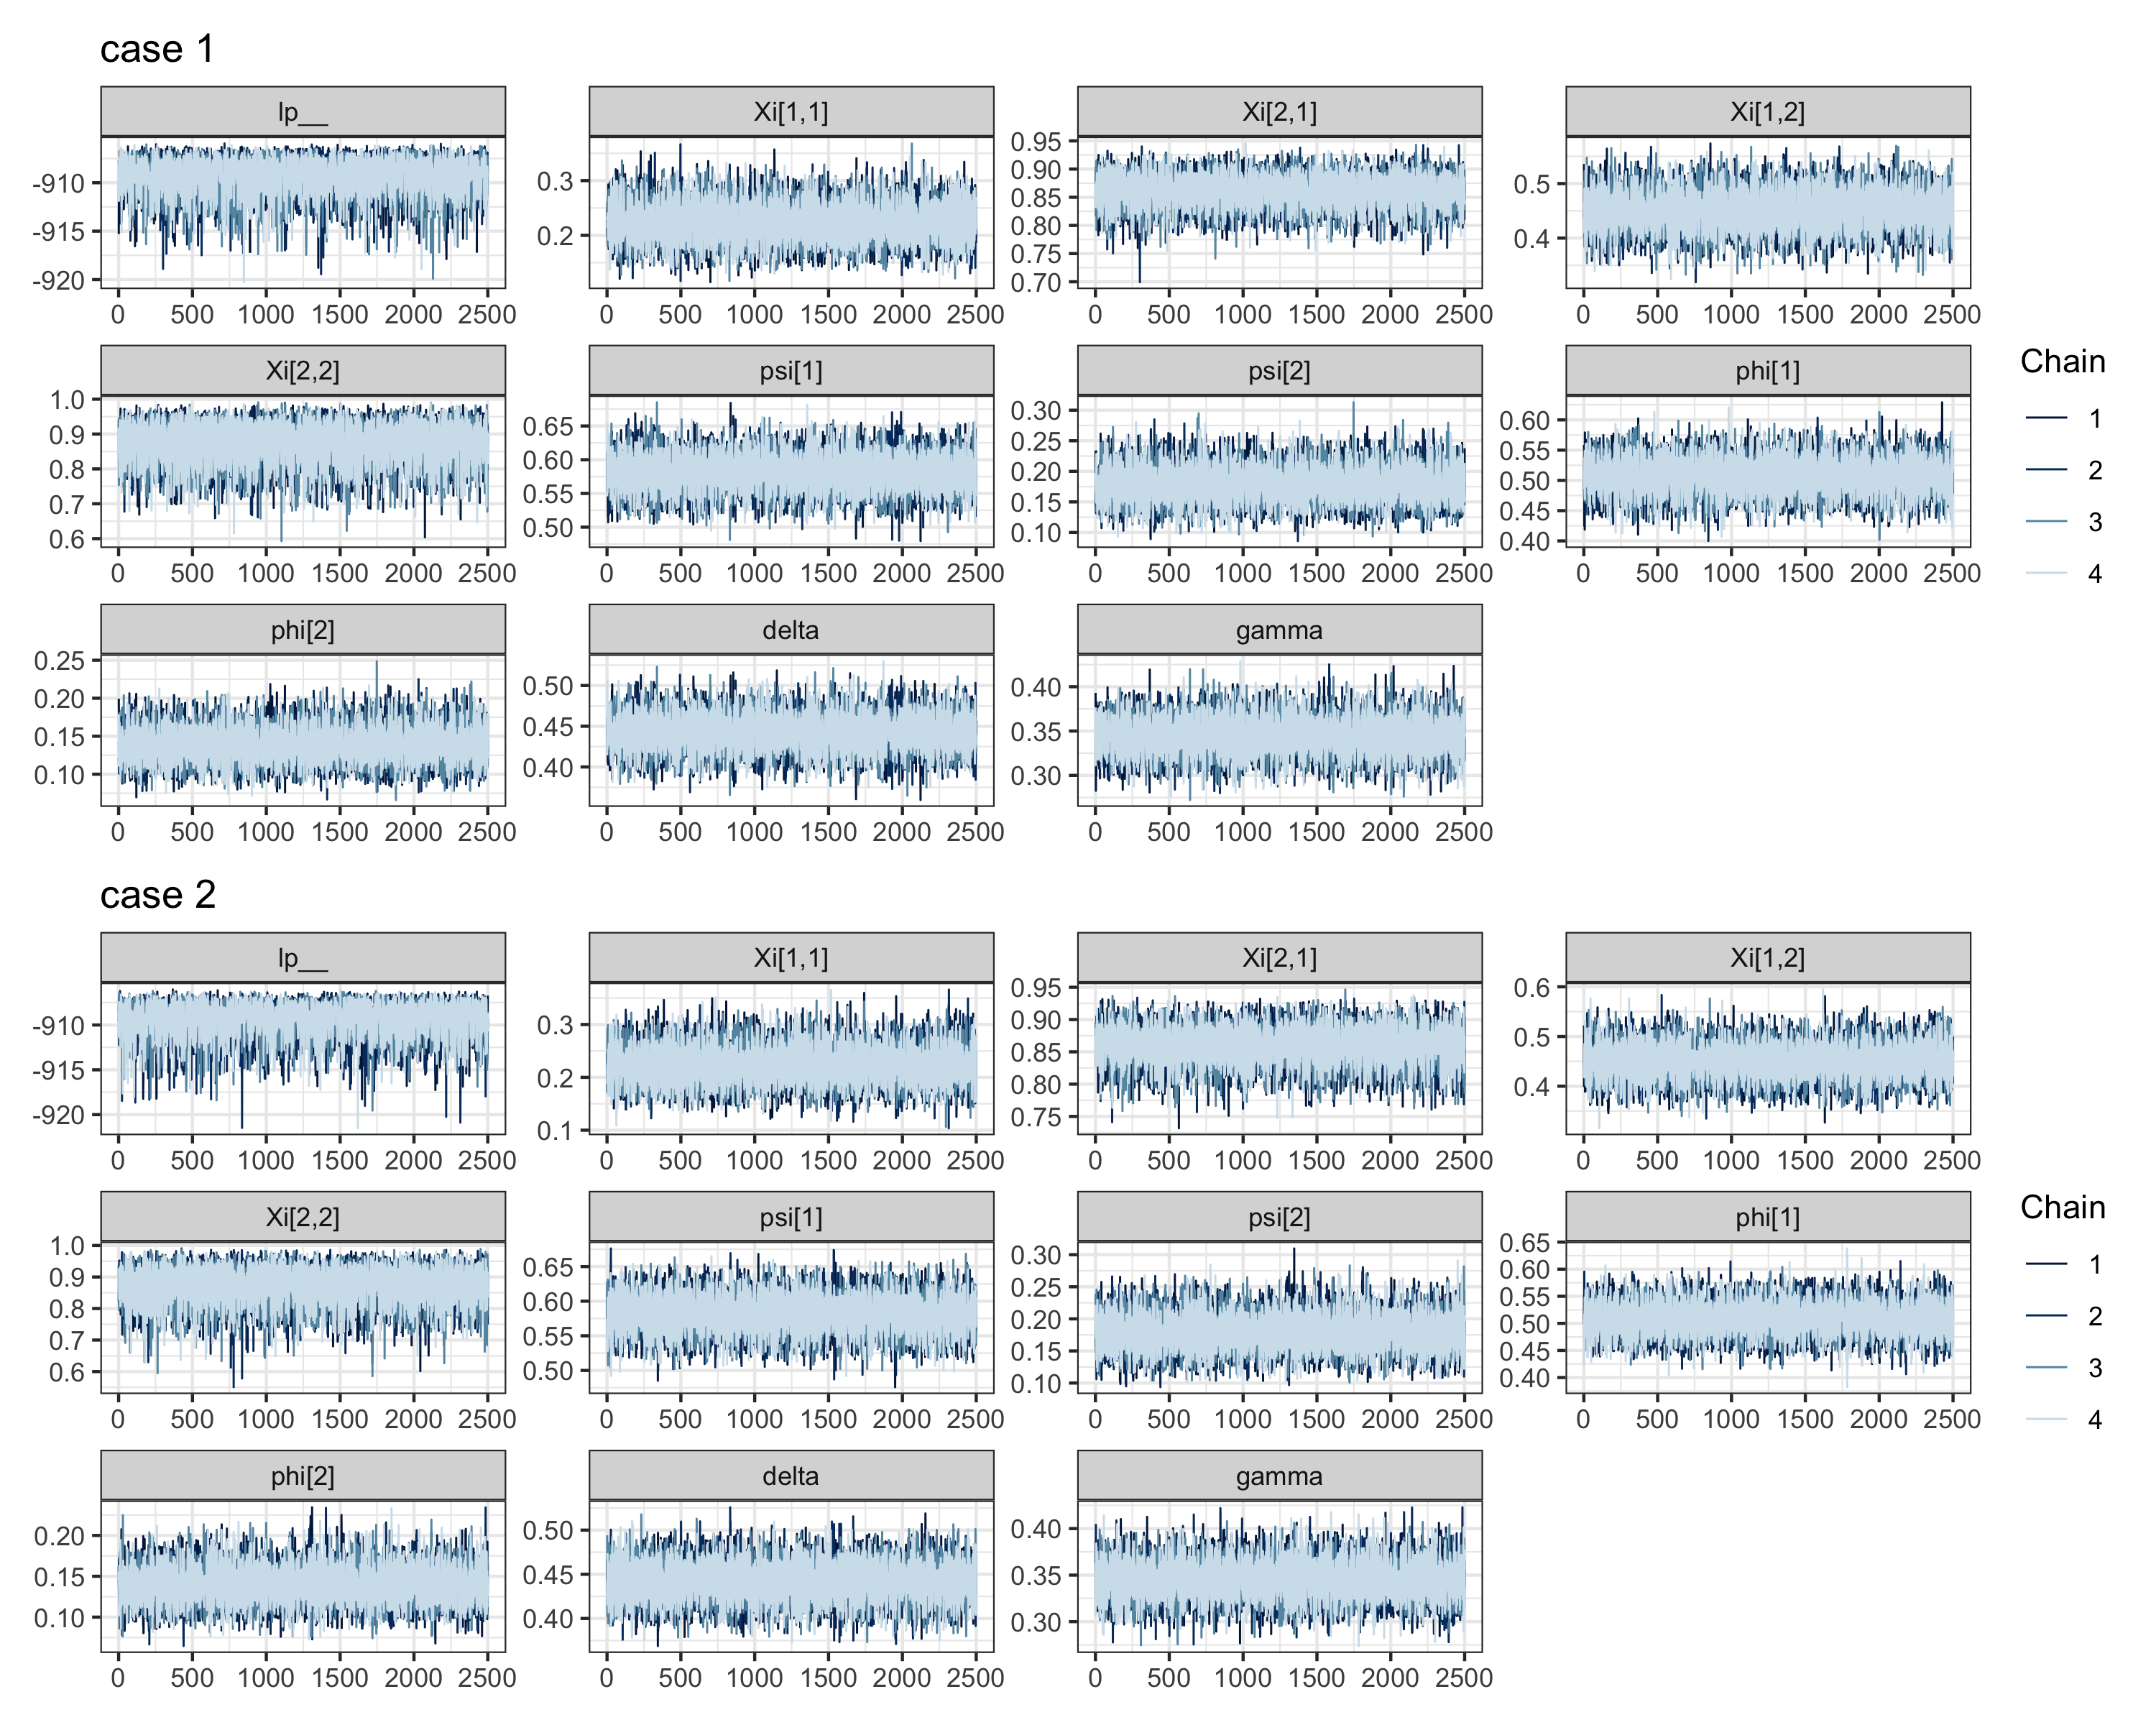 case 1
lp__ Xi[1,1] Xi[2,1] Xi[1,2]
-910 -915 -920 0.3 0.2 0.95 0.90 0.85 0.80 0.75 0.70 0.5 0.4
0 500 1000 1500 2000 2500 0 500 1000 1500 2000 2500 0 500 1000 1500 2000 2500 0 500 1000 1500 2000 2500
Xi[2,2] psi[1] psi[2] phi[1]
1.0 0.9 0.8 0.7 0.6 0.65 0.60 0.55 0.50 0.30 0.25 0.20 0.15 0.10 0.60 0.55 0.50 0.45 0.40
0 500 1000 1500 2000 2500 0 500 1000 1500 2000 2500 0 500 1000 1500 2000 2500 0 500 1000 1500 2000 2500
Chain
1
2
3
4
phi[2] delta gamma
0.25 0.20 0.15 0.10 0.50 0.45 0.40 0.40 0.35 0.30
0 500 1000 1500 2000 2500 0 500 1000 1500 2000 2500 0 500 1000 1500 2000 2500
case 2
lp__ Xi[1,1] Xi[2,1] Xi[1,2]
-910 -915 -920 0.3 0.2 0.1 0.95 0.90 0.85 0.80 0.75 0.6 0.5 0.4
0 500 1000 1500 2000 2500 0 500 1000 1500 2000 2500 0 500 1000 1500 2000 2500 0 500 1000 1500 2000 2500
Xi[2,2] psi[1] psi[2] phi[1]
1.0 0.9 0.8 0.7 0.6 0.65 0.60 0.55 0.50 0.30 0.25 0.20 0.15 0.10 0.65 0.60 0.55 0.50 0.45 0.40
0 500 1000 1500 2000 2500 0 500 1000 1500 2000 2500 0 500 1000 1500 2000 2500 0 500 1000 1500 2000 2500
Chain
1
2
3
4
phi[2] delta gamma
0.20 0.15 0.10 0.50 0.45 0.40 0.40 0.35 0.30
0 500 1000 1500 2000 2500 0 500 1000 1500 2000 2500 0 500 1000 1500 2000 2500